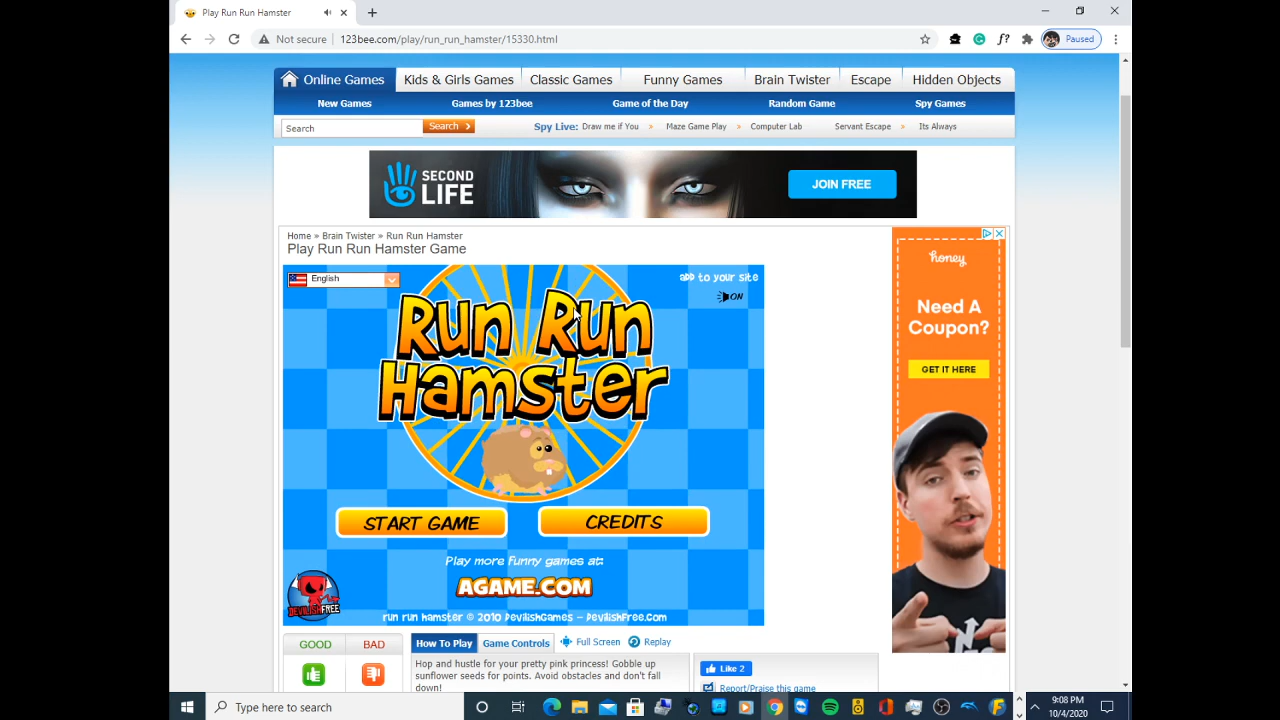 Play Run Run Hamster
Not secure
123bee.com/play/run_run_hamster/15330.html
Paused
Online Games
Kids & Girls Games
Classic Games
Funny Games
Brain Twister
Escape
Hidden Objects
New Games
Games by 123bee
Game of the Day
Random Game
Spy Games
Search
Search
Spy Live:
Draw me if You
Maze Game Play
Computer Lab
Servant Escape
Its Always
SECOND
LIFE
JOIN FREE
Home » Brain Twister » Run Run Hamster
Play Run Run Hamster Game
English
add to your site
ON
Run Run
Hamster
START GAME
CREDITS
Play more funny games at:
AGAME.COM
DEVILISHFREE
run run hamster © 2010 DevilishGames - DevilishFree.Com
honey
Need A
Coupon?
GET IT HERE
GOOD
BAD
How To Play
Game Controls
Full Screen
Replay
Hop and hustle for your pretty pink princess! Gobble up
sunflower seeds for points. Avoid obstacles and don't fall
down!
Like 2
Report/Praise this game
Type here to search
9:08 PM
10/4/2020